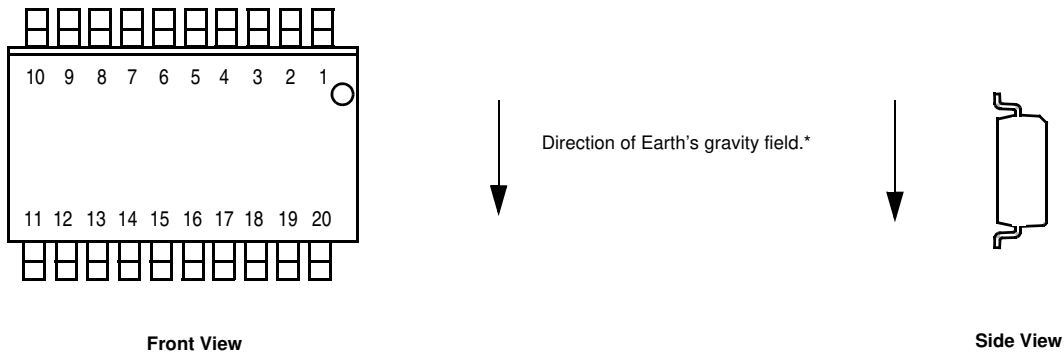 10 9 8 7 6 5 4 3 2 1
Direction of Earth's gravity field.*
11 12 13 14 15 16 17 18 19 20
Front View
Side View